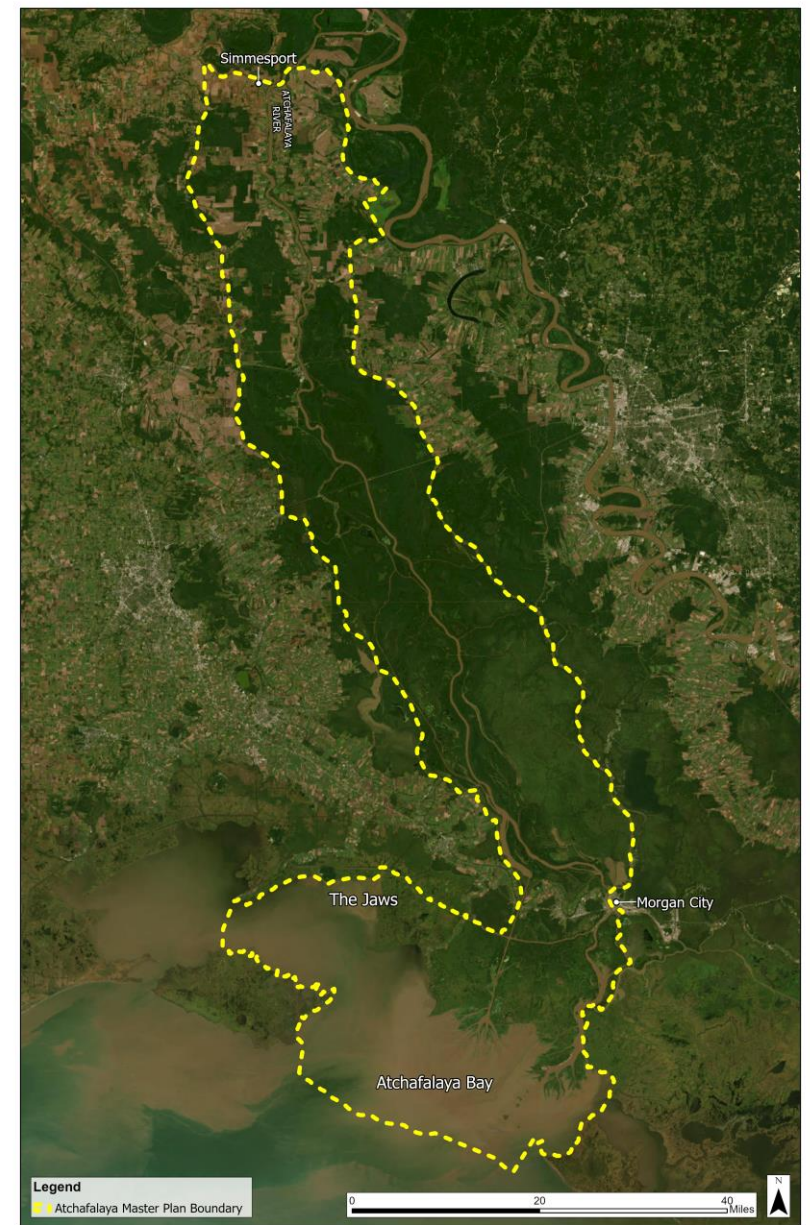 Simmesport
ATCHAFALAYA
RIVER
The Jaws
Morgan City
Atchafalaya Bay
Legend
Atchafalaya Master Plan Boundary
0 20 40
Miles
N